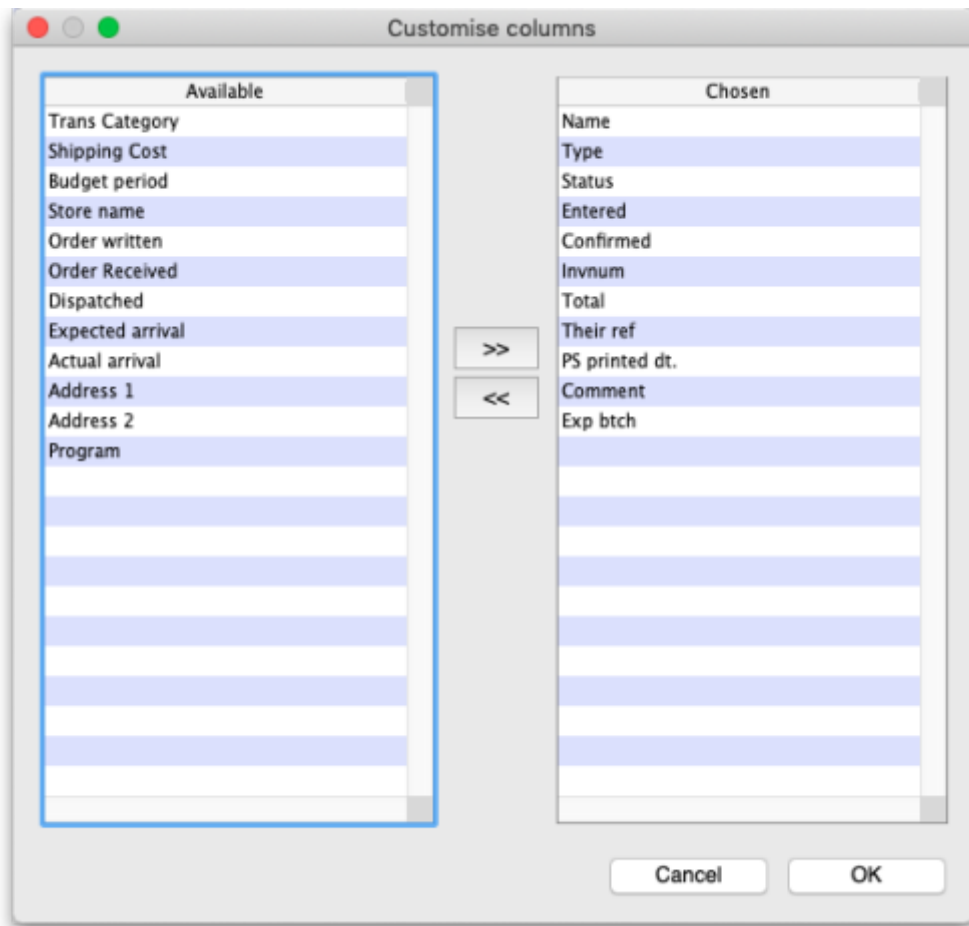 Customise columns
Available
Trans Category
Shipping Cost
Budget period
Store name
Order written
Order Received
Dispatched
Expected arrival
Actual arrival
Address 1
Address 2
Program
>>
<<
Chosen
Name
Type
Status
Entered
Confirmed
Invnum
Total
Their ref
PS printed dt.
Comment
Exp btch
Cancel
OK